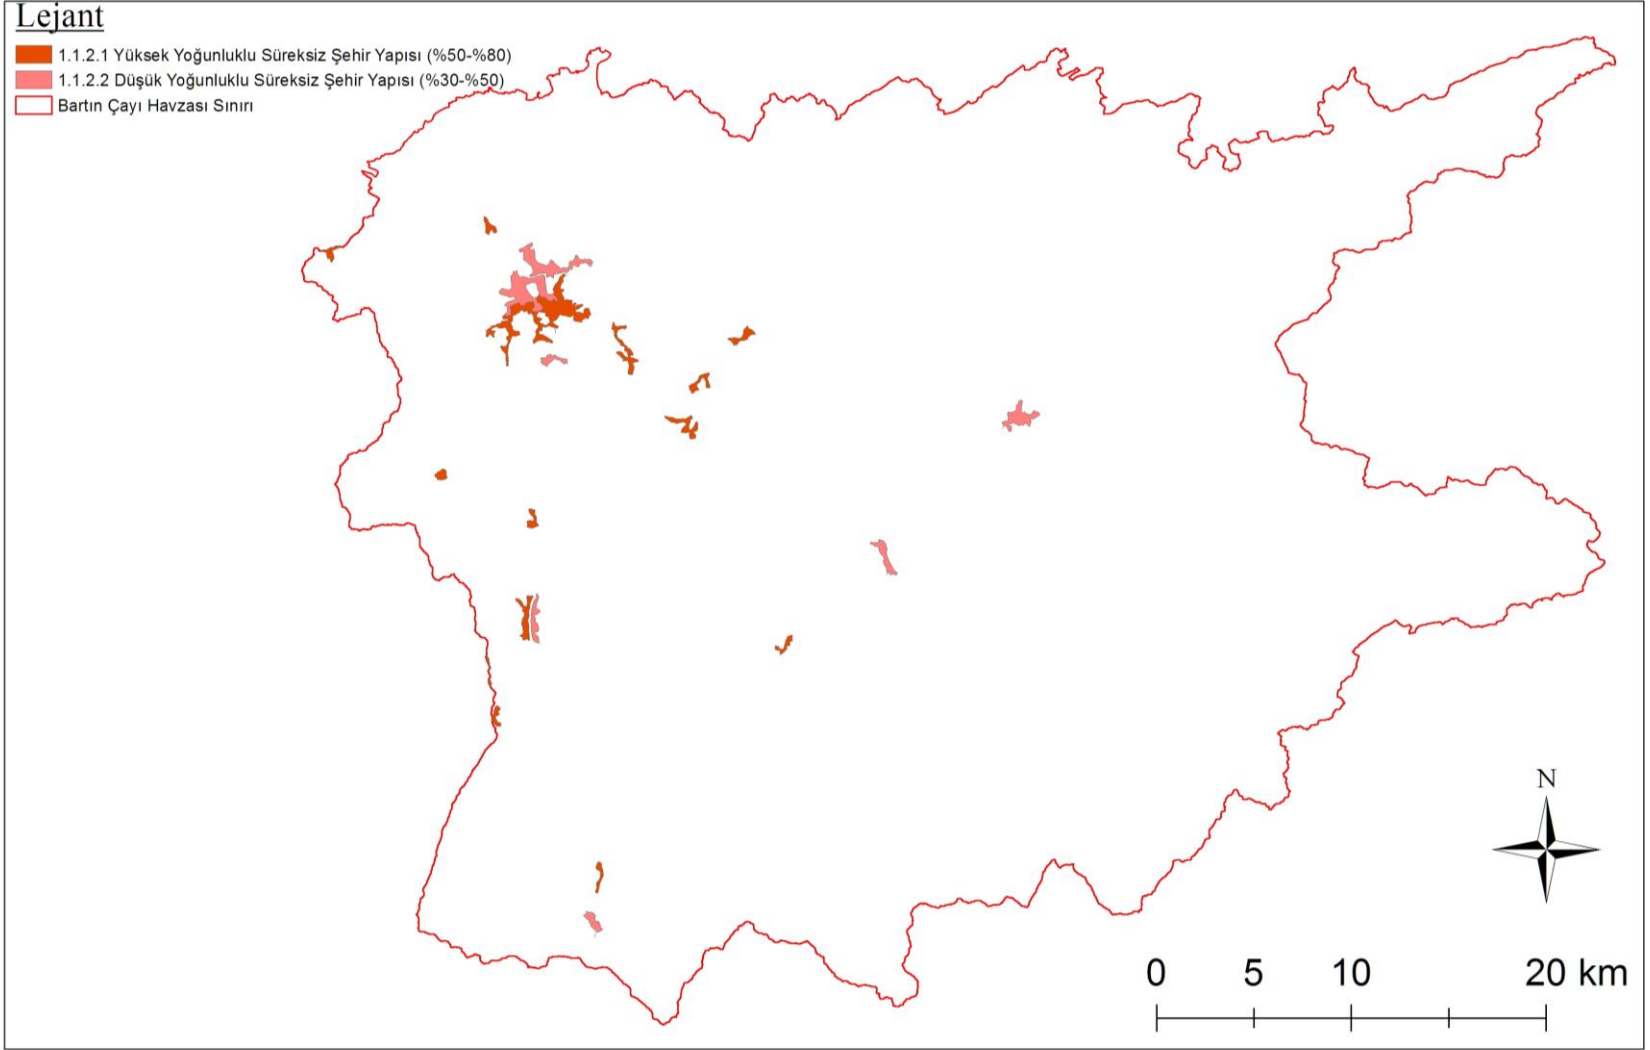 Lejant
1.1.2.1 Yüksek Yoğunluklu Süreksiz Şehir Yapısı (%50-%80)
1.1.2.2 Düşük Yoğunluklu Süreksiz Şehir Yapısı (%30-%50)
Bartın Çayı Havzası Sınırı
N
0 5 10 20 km